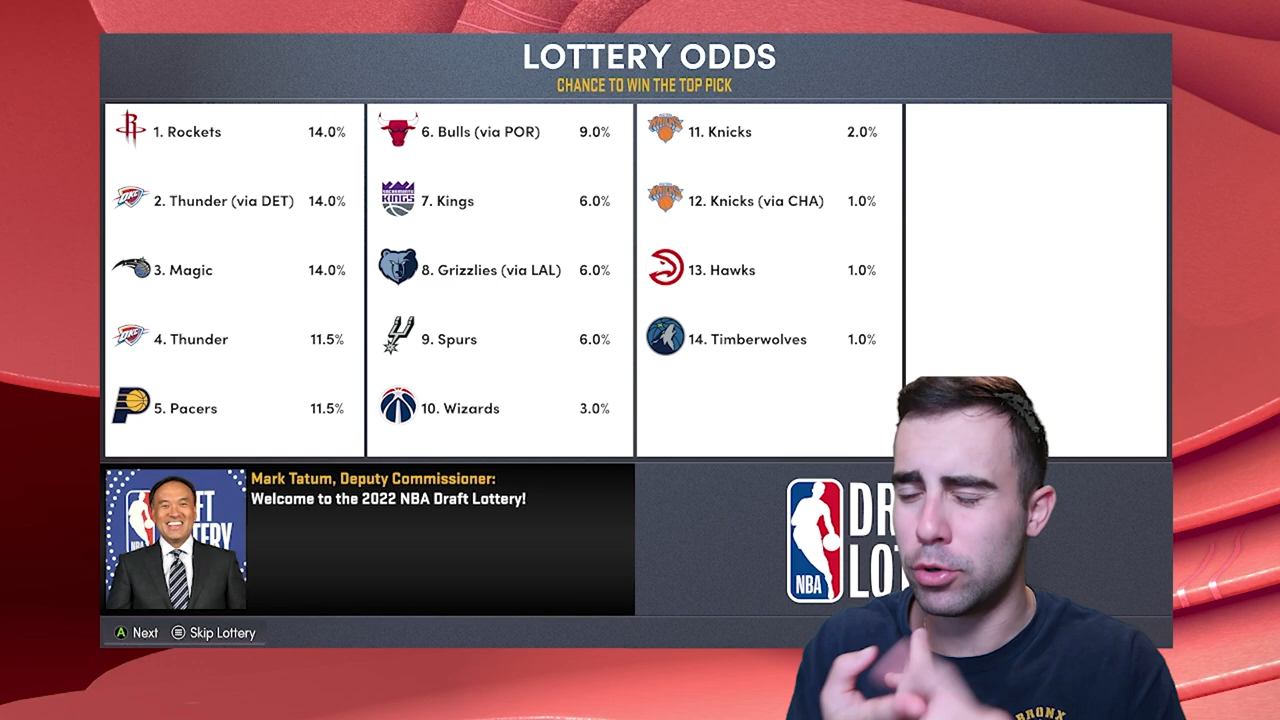 LOTTERY ODDS
CHANCE TO WIN THE TOP PICK
1. Rockets 14.0%
2. Thunder (via DET) 14.0%
3. Magic 14.0%
4. Thunder 11.5%
5. Pacers 11.5%
6. Bulls (via POR) 9.0%
7. Kings 6.0%
8. Grizzlies (via LAL) 6.0%
9. Spurs 6.0%
10. Wizards 3.0%
11. Knicks 2.0%
12. Knicks (via CHA) 1.0%
13. Hawks 1.0%
14. Timberwolves 1.0%
Mark Tatum, Deputy Commissioner:
Welcome to the 2022 NBA Draft Lottery!
NBA
A Next Skip Lottery
BRONX